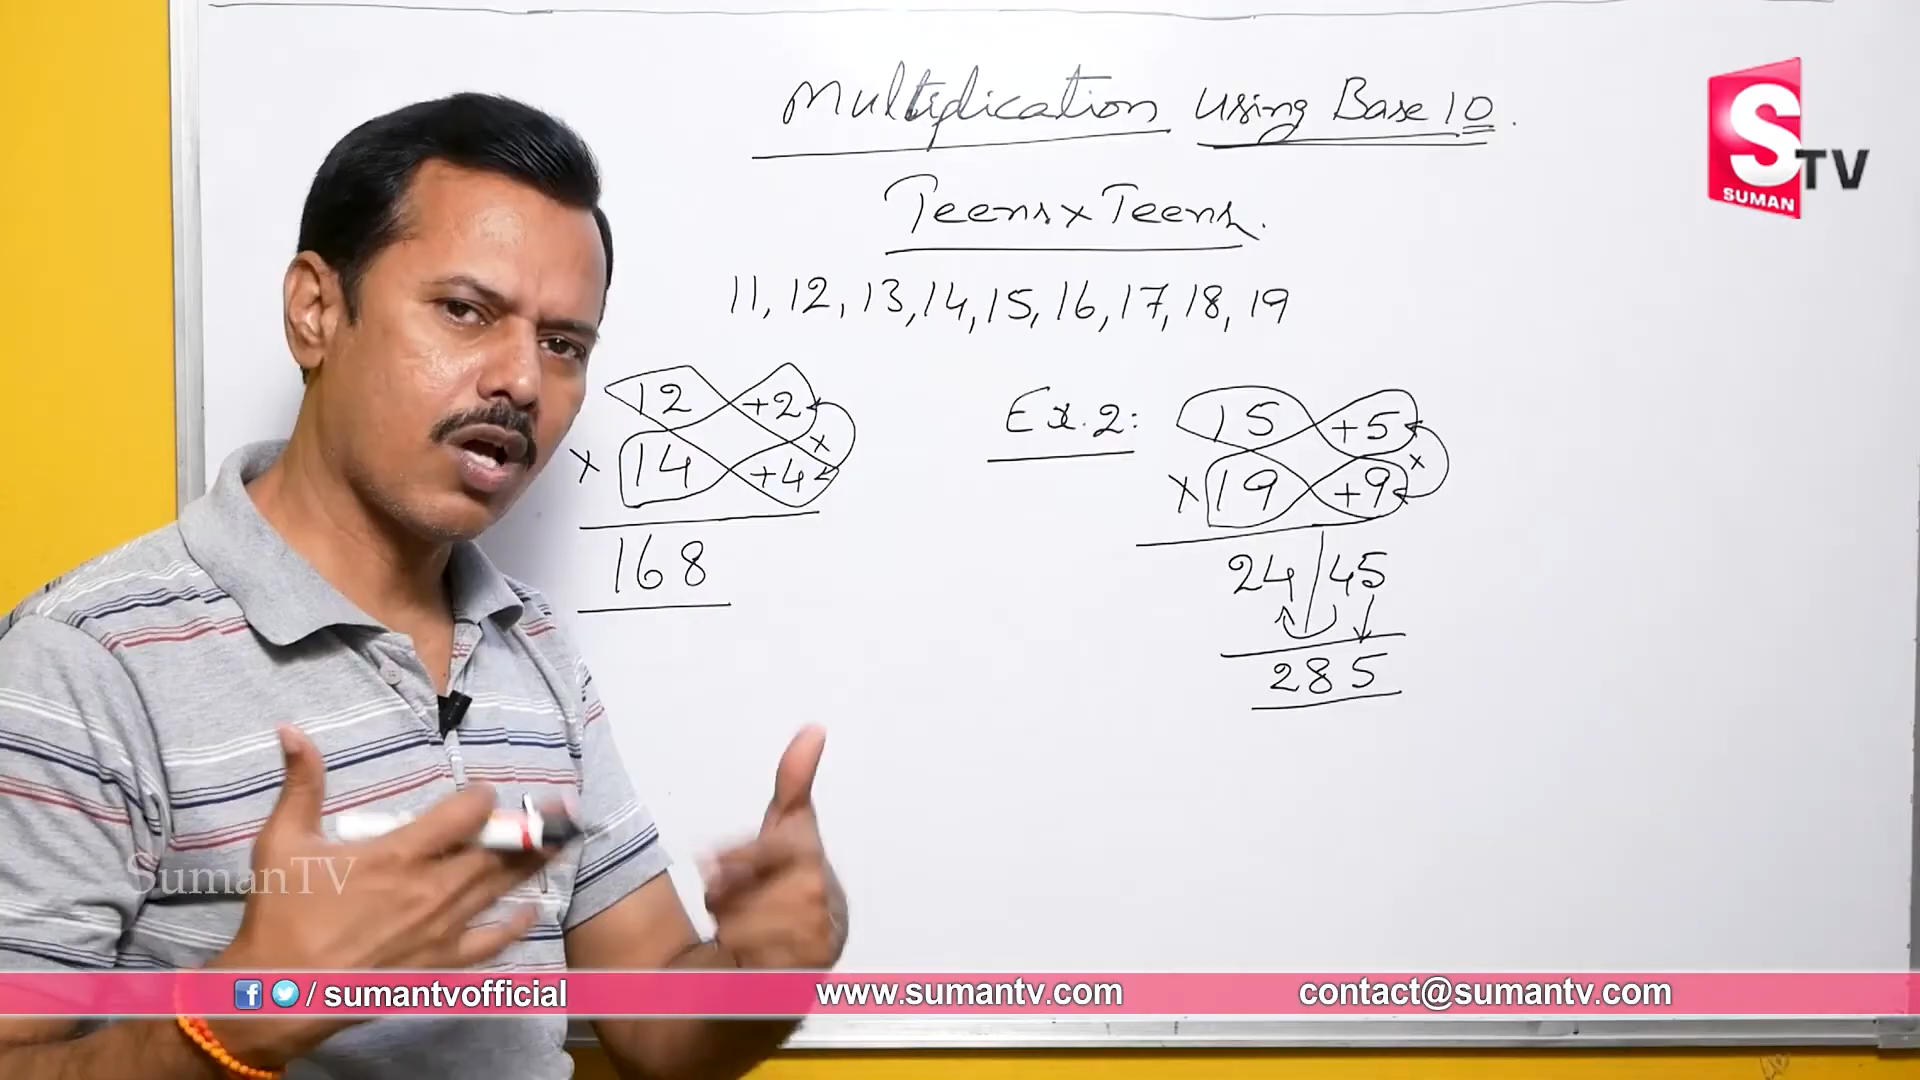 Multiplication using Base 10.
Teens x Teens.
11, 12, 13, 14, 15, 16, 17, 18, 19
12 +2
x
x 14 +4
168
Ex.2:
15 +5
x
x 19 +9
24/45
285
S TV
SUMAN
SumanTV
f / sumantvofficial
www.sumantv.com
contact@sumantv.com